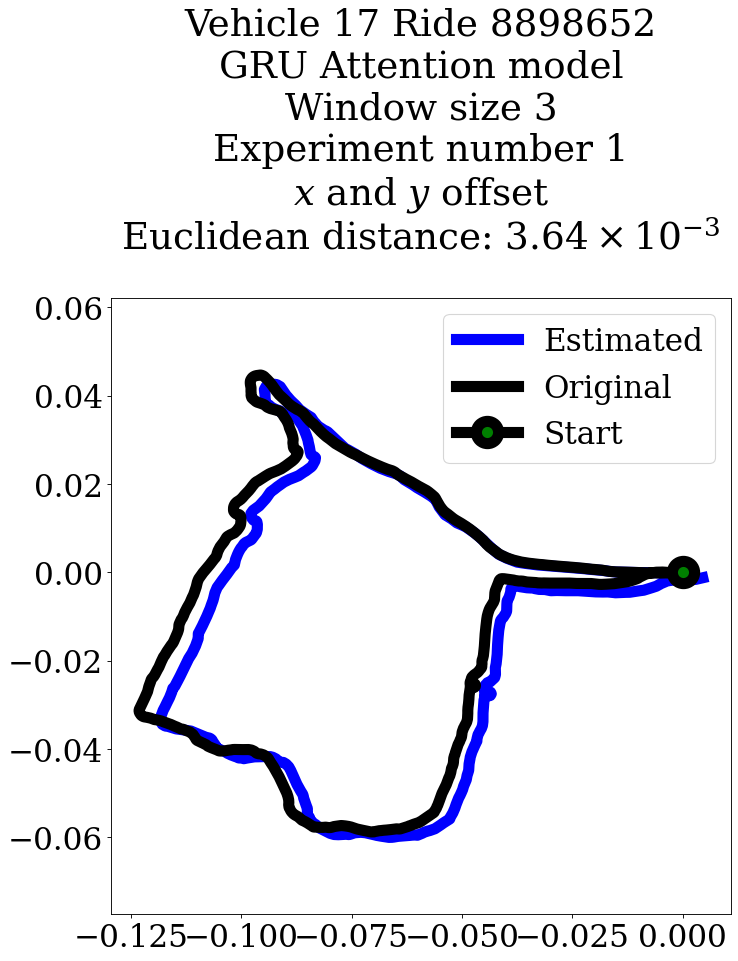 Vehicle 17 Ride 8898652
GRU Attention model
Window size 3
Experiment number 1
x and y offset
Euclidean distance: 3.64 × 10⁻³
0.06
0.04
0.02
0.00
−0.02
−0.04
−0.06
Estimated
Original
Start
−0.125 −0.100 −0.075 −0.050 −0.025 0.000